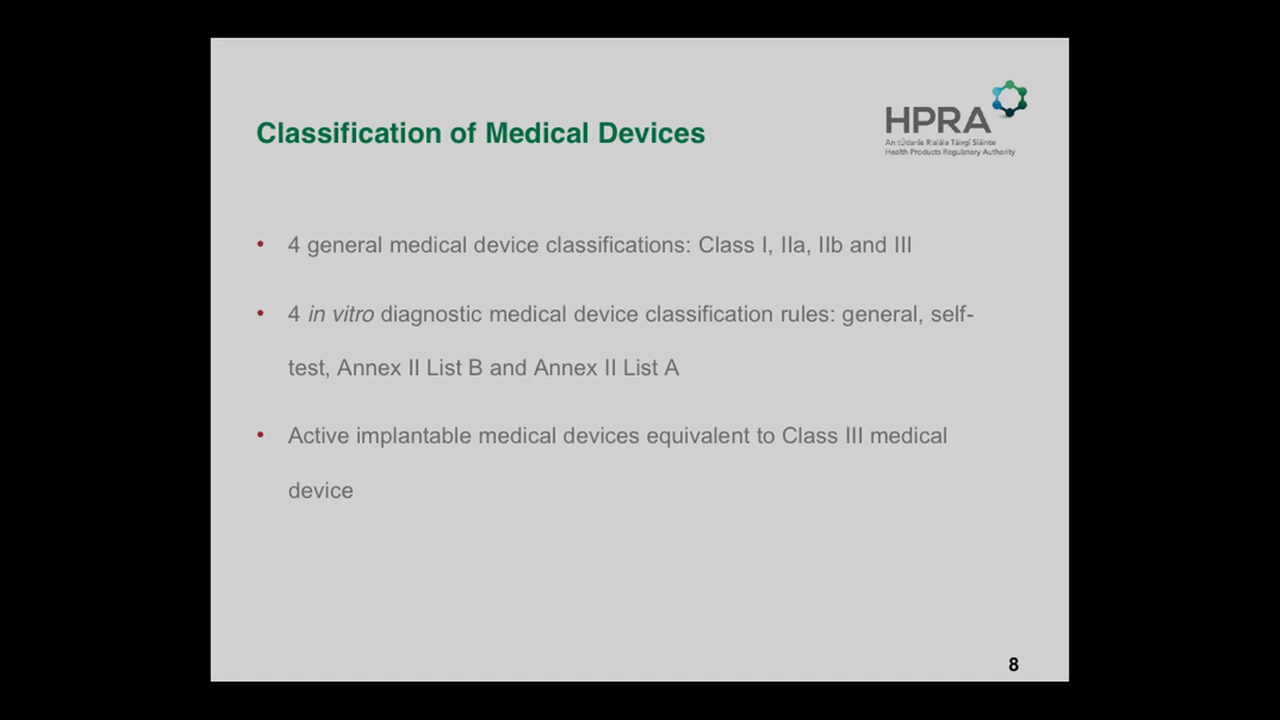 Classification of Medical Devices
HPRA
An tÚdarás Rialála Táirgí Sláinte
Health Products Regulatory Authority
• 4 general medical device classifications: Class I, IIa, IIb and III
• 4 in vitro diagnostic medical device classification rules: general, self-
test, Annex II List B and Annex II List A
• Active implantable medical devices equivalent to Class III medical
device
8